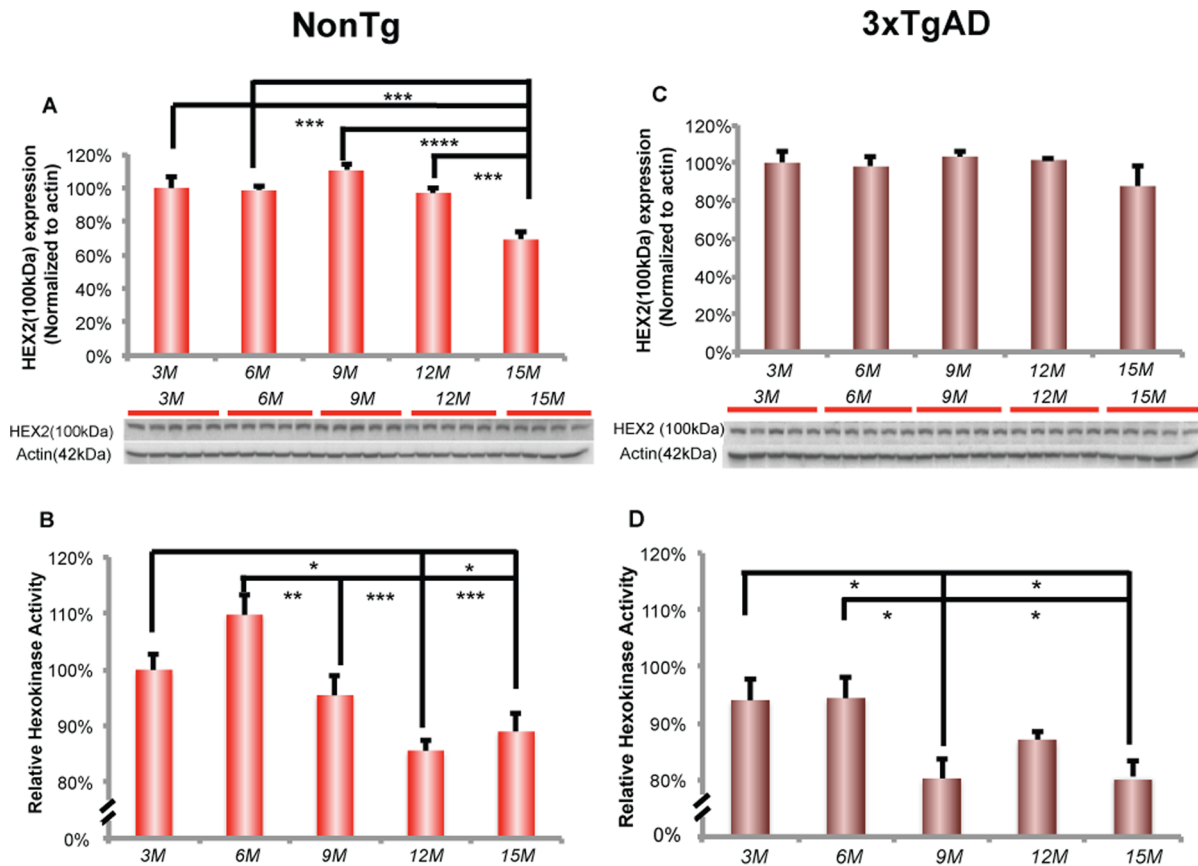 NonTg
3xTgAD
A
***
***
****
***
HEX2(100kDa) expression
(Normalized to actin)
120%
100%
80%
60%
40%
20%
0%
3M 6M 9M 12M 15M
3M 6M 9M 12M 15M
HEX2(100kDa)
Actin(42kDa)
C
HEX2(100kDa) expression
(Normalized to actin)
120%
100%
80%
60%
40%
20%
0%
3M 6M 9M 12M 15M
3M 6M 9M 12M 15M
HEX2 (100kDa)
Actin(42kDa)
B
Relative Hexokinase Activity
120%
110%
100%
90%
80%
0%
* *
** *** ***
3M 6M 9M 12M 15M
D
Relative Hexokinase Activity
120%
110%
100%
90%
80%
0%
* *
* *
3M 6M 9M 12M 15M